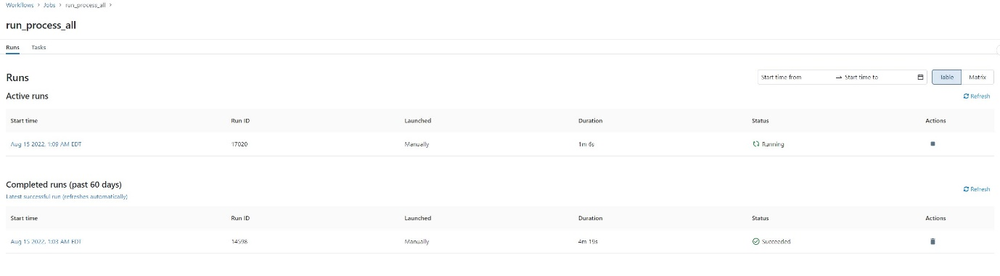 Workflows > Jobs > run_process_all >
run_process_all
Runs Tasks
Runs Start time from → Start time to Table Matrix
Active runs Refresh
Start time Run ID Launched Duration Status Actions
Aug 15 2022, 1:09 AM EDT 17020 Manually 1m 6s Running
Completed runs (past 60 days)
Latest successful run (refreshes automatically) Refresh
Start time Run ID Launched Duration Status Actions
Aug 15 2022, 1:03 AM EDT 14598 Manually 4m 19s Succeeded